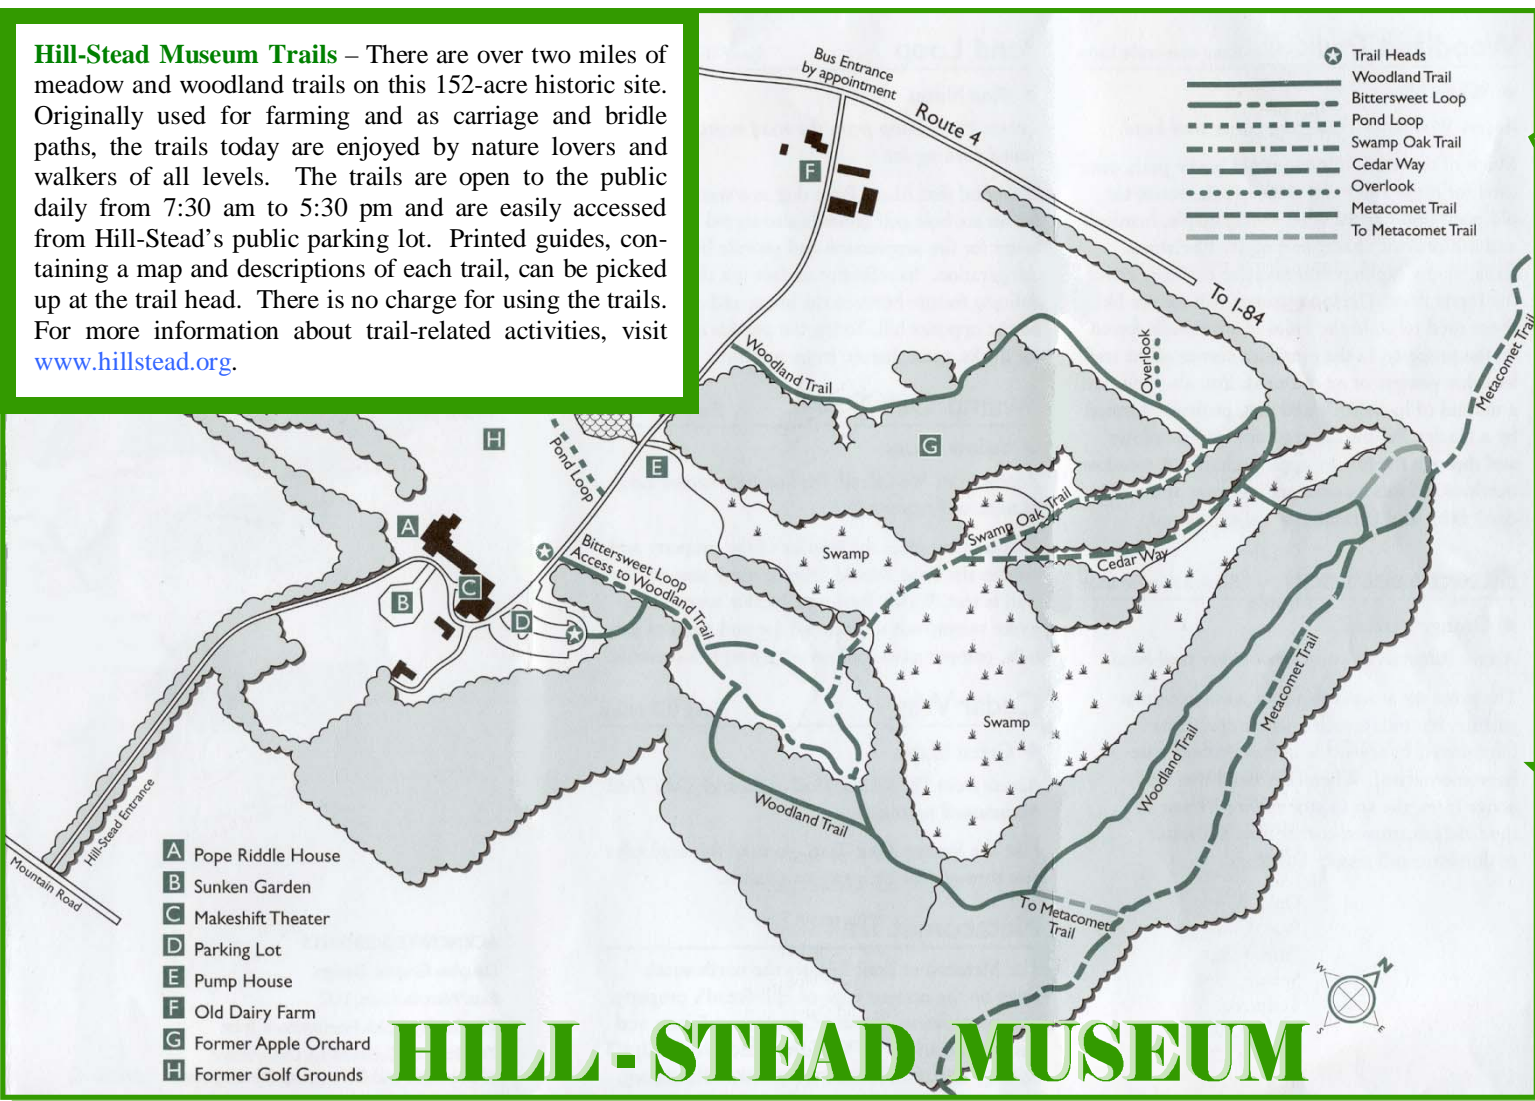 Hill-Stead Museum Trails – There are over two miles of
meadow and woodland trails on this 152-acre historic site.
Originally used for farming and as carriage and bridle
paths, the trails today are enjoyed by nature lovers and
walkers of all levels. The trails are open to the public
daily from 7:30 am to 5:30 pm and are easily accessed
from Hill-Stead's public parking lot. Printed guides, con-
taining a map and descriptions of each trail, can be picked
up at the trail head. There is no charge for using the trails.
For more information about trail-related activities, visit
www.hillstead.org.
Bus Entrance
by appointment
Route 4
To I-84
Trail Heads
Woodland Trail
Bittersweet Loop
Pond Loop
Swamp Oak Trail
Cedar Way
Overlook
Metacomet Trail
To Metacomet Trail
F
Woodland Trail
Overlook
Metacomet Trail
H
Pond Loop
E
G
A
Swamp Oak Trail
Swamp
Cedar Way
Bittersweet Loop
Access to Woodland Trail
B
C
D
Metacomet Trail
Swamp
Woodland Trail
Woodland Trail
Hill-Stead Entrance
Mountain Road
To Metacomet
Trail
A Pope Riddle House
B Sunken Garden
C Makeshift Theater
D Parking Lot
E Pump House
F Old Dairy Farm
G Former Apple Orchard
H Former Golf Grounds
W
N
S
E
HILL-STEAD MUSEUM